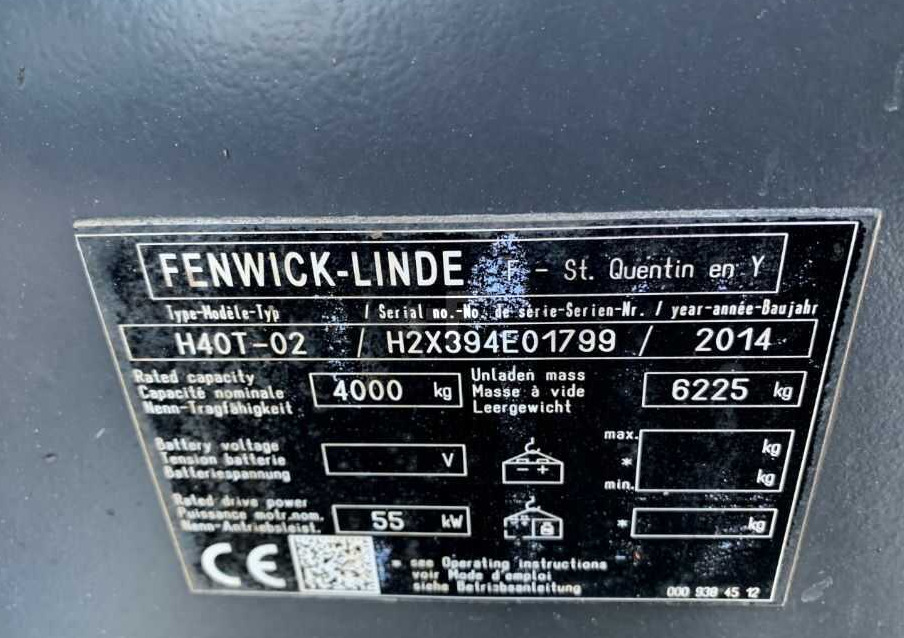 FENWICK-LINDE F - St. Quentin en Y
Type-Modèle-Typ / Serial no.-No. de série-Serien-Nr. / year-année-Baujahr
H40T-02 / H2X394E01799 / 2014
Rated capacity
Capacité nominale
Nenn-Tragfähigkeit
4000 kg
Unladen mass
Masse à vide
Leergewicht
6225 kg
Battery voltage
Tension batterie
Batteriespannung
V
max. kg
*
min. kg
Rated drive power
Puissance motr.nom.
Nenn-Antriebsleist.
55 kW
* kg
CE
* see Operating instructions
voir Mode d'emploi
siehe Betriebsanleitung
000 938 45 12